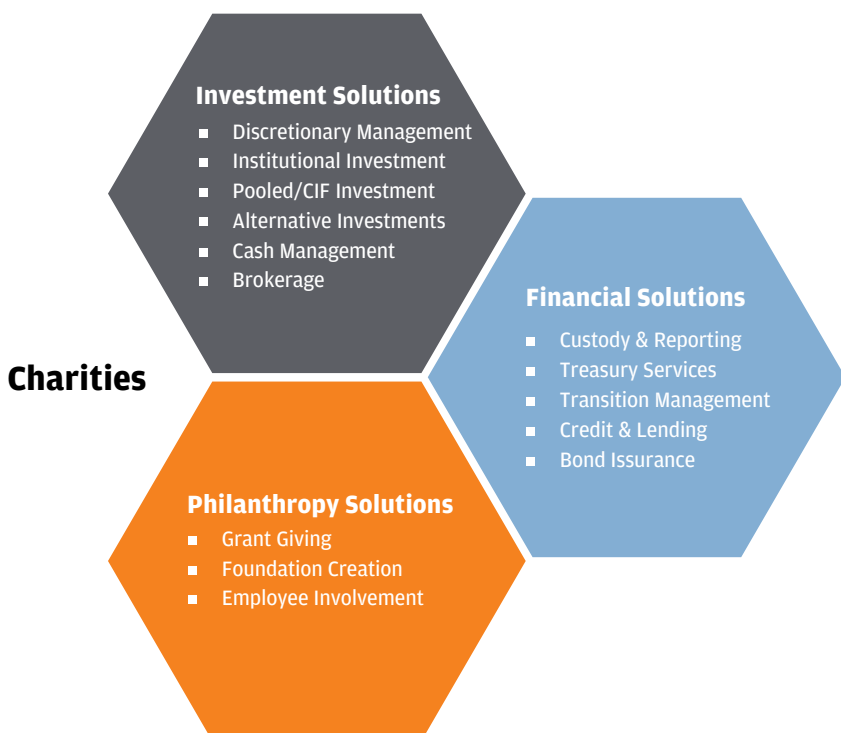 Investment Solutions
Discretionary Management
Institutional Investment
Pooled/CIF Investment
Alternative Investments
Cash Management
Brokerage
Financial Solutions
Custody & Reporting
Treasury Services
Transition Management
Credit & Lending
Bond Issurance
Charities
Philanthropy Solutions
Grant Giving
Foundation Creation
Employee Involvement